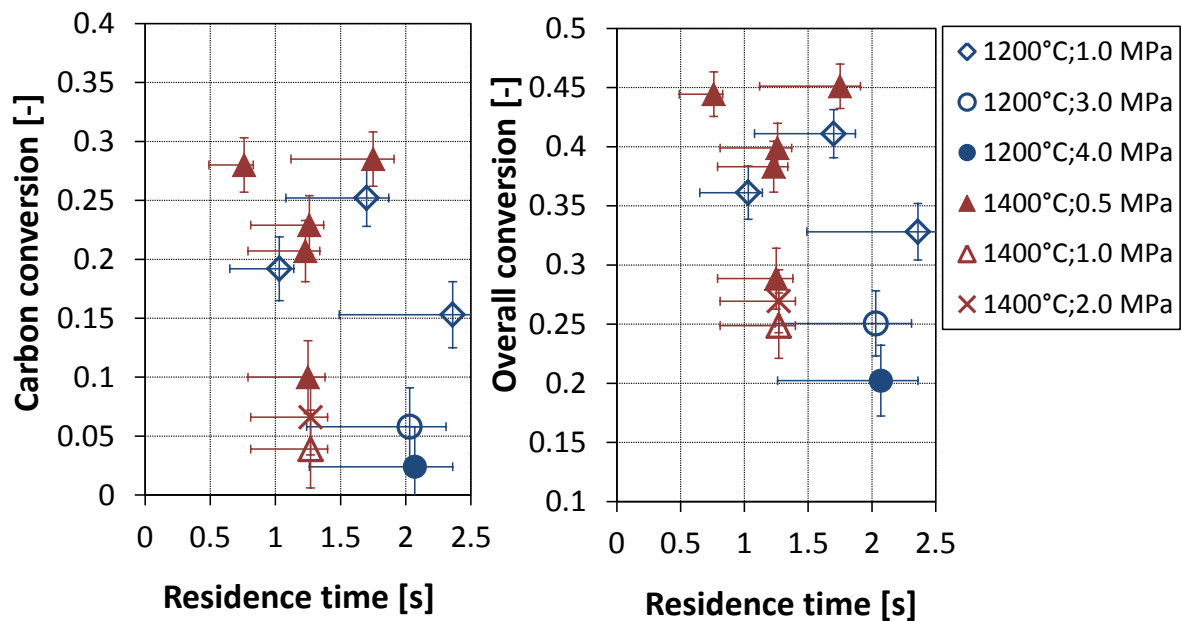 Carbon conversion [-]
0.4
0.35
0.3
0.25
0.2
0.15
0.1
0.05
0
0 0.5 1 1.5 2 2.5
Residence time [s]
Overall conversion [-]
0.5
0.45
0.4
0.35
0.3
0.25
0.2
0.15
0.1
0 0.5 1 1.5 2 2.5
Residence time [s]
1200°C;1.0 MPa
1200°C;3.0 MPa
1200°C;4.0 MPa
1400°C;0.5 MPa
1400°C;1.0 MPa
1400°C;2.0 MPa